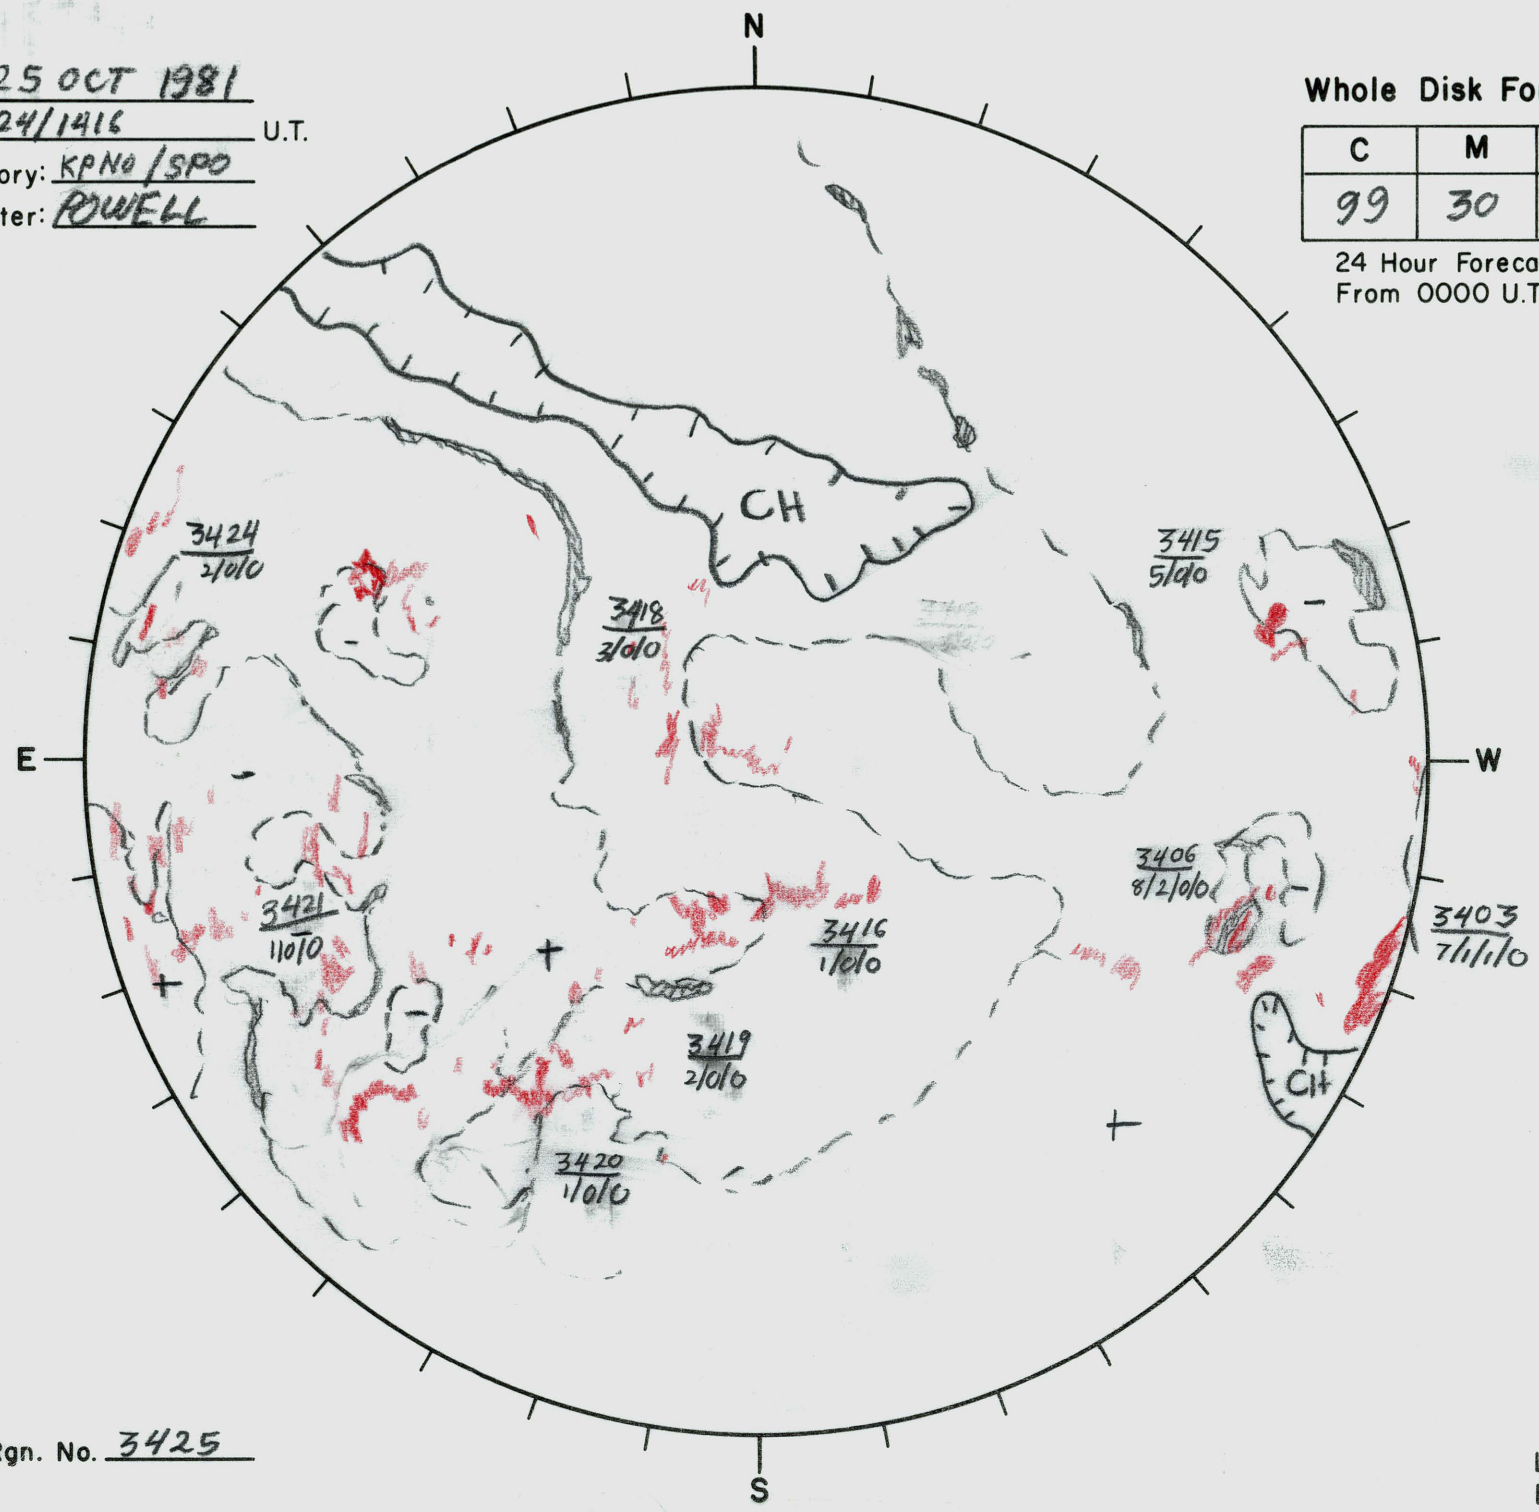 N
25 OCT 1981
24/1416 U.T.
ory: KPNO/SPO
ter: POWELL
Whole Disk Fo
C M
99 30
24 Hour Foreca
From 0000 U.T
CH
3424
2/0/0
3415
5/0/0
3418
3/0/0
E
W
3406
8/2/0/0
3421
1/0/0
3416
1/0/0
3403
7/1/1/0
3419
2/0/0
CH
3420
1/0/0
Rgn. No. 3425
S